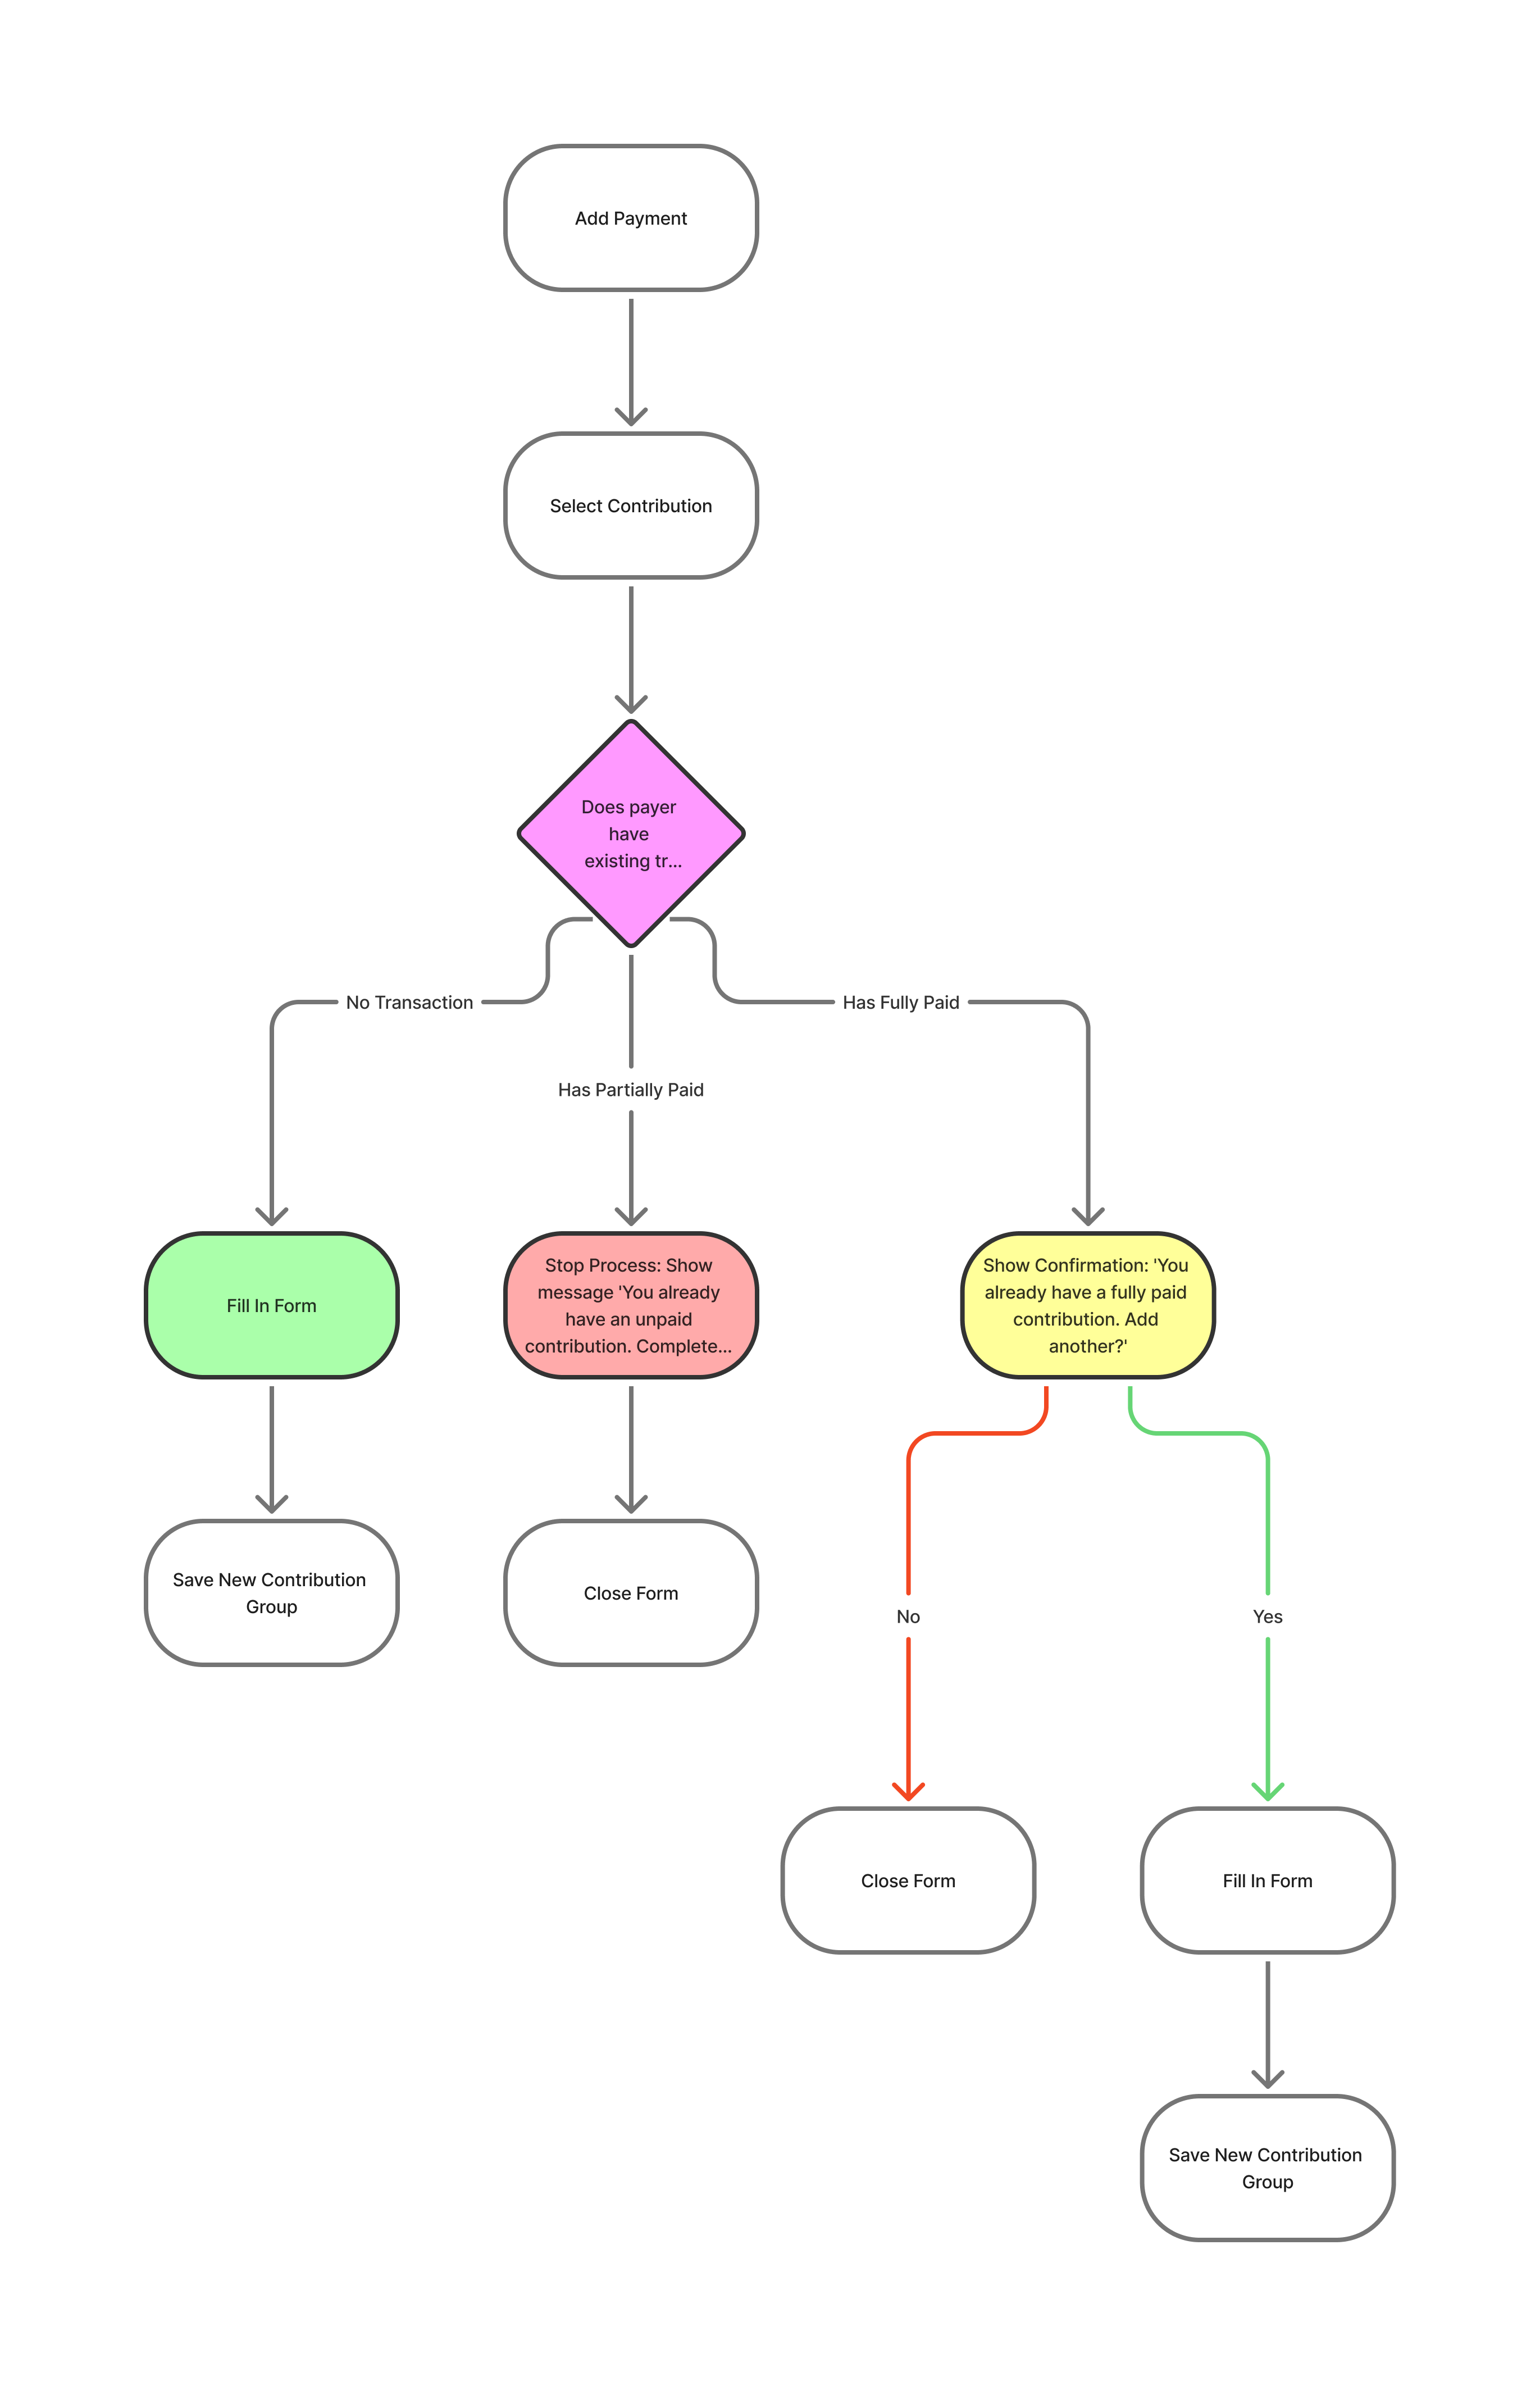 Add Payment
Select Contribution
Does payer
have
existing tr...
No Transaction
Has Fully Paid
Has Partially Paid
Fill In Form
Stop Process: Show
message 'You already
have an unpaid
contribution. Complete...
Show Confirmation: 'You
already have a fully paid
contribution. Add
another?'
Save New Contribution
Group
Close Form
No
Yes
Close Form
Fill In Form
Save New Contribution
Group